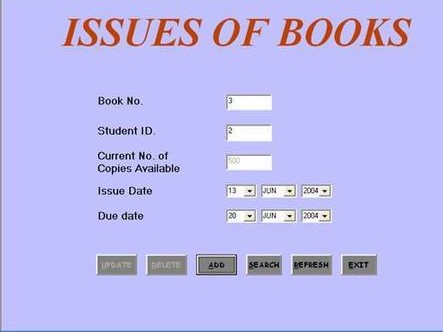 ISSUES OF BOOKS
Book No. 3
Student ID. 2
Current No. of
Copies Available 500
Issue Date 13 JUN 2004
Due date 20 JUN 2004
UPDATE DELETE ADD SEARCH REFRESH EXIT